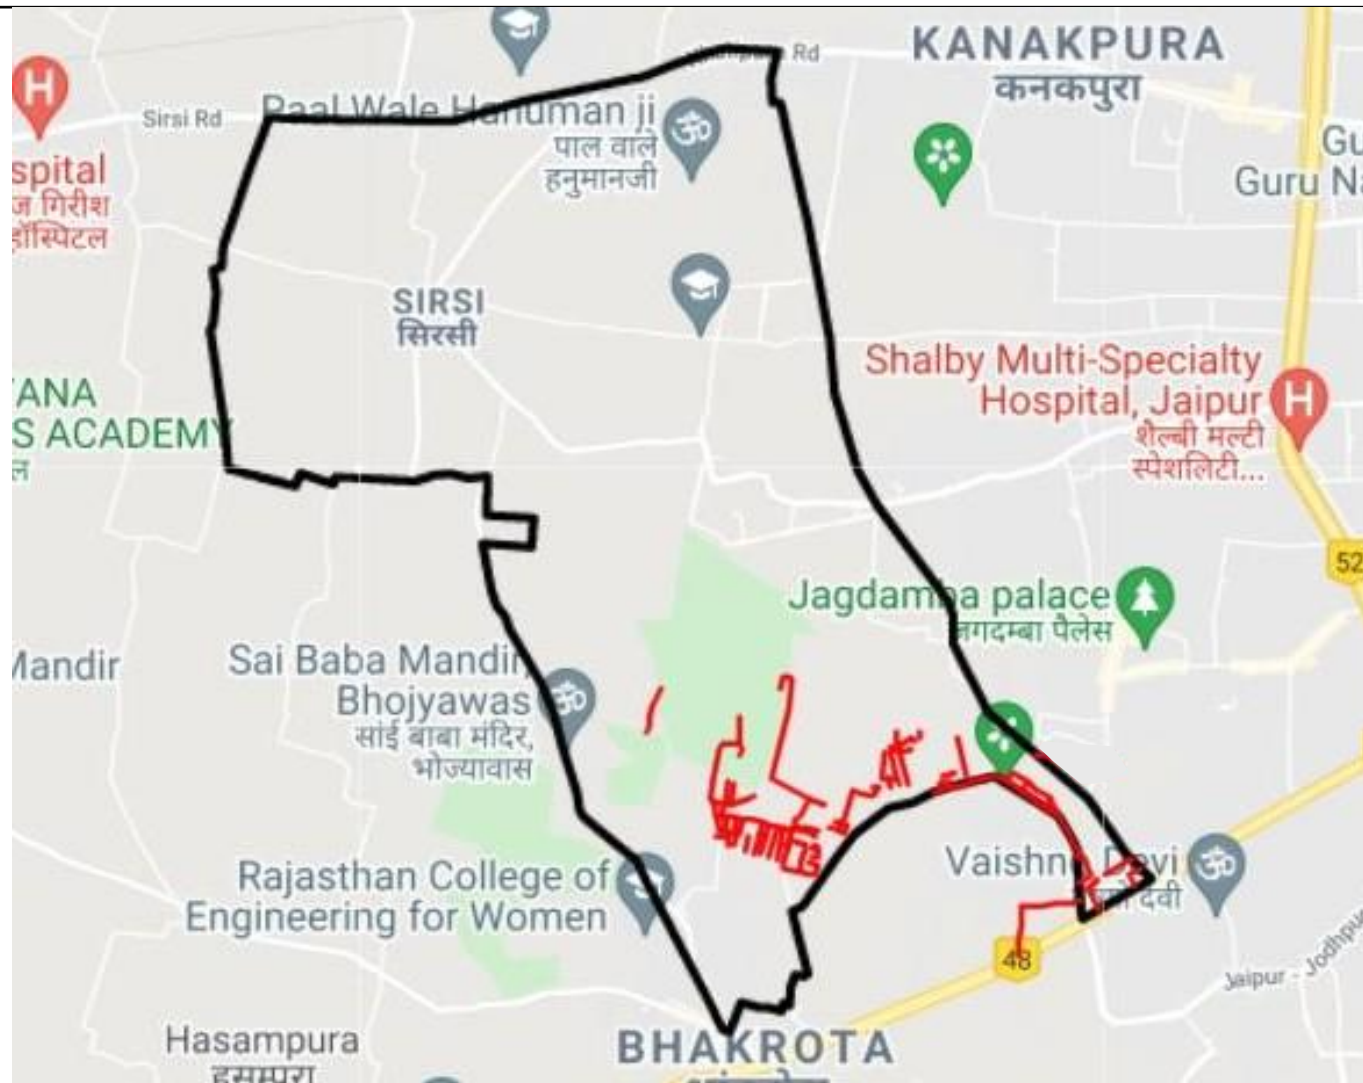 KANAKPURA
कनकपुरा
Rd
Sirsi Rd
Paal Wale Hanuman ji
पाल वाले
हनुमानजी
H
spital
ज गिरीश
हॉस्पिटल
Gu
Guru Na
SIRSI
सिरसी
Shalby Multi-Specialty
Hospital, Jaipur
शैल्बी मल्टी
स्पेशलिटी...
H
ANA
S ACADEMY
ल
52
Jagdamba palace
जगदम्बा पैलेस
Mandir
Sai Baba Mandir,
Bhojyawas
सांई बाबा मंदिर,
भोज्यावास
Vaishno Devi
देवी
Rajasthan College of
Engineering for Women
48
Jaipur - Jodhpu
Hasampura
हसमपुरा
BHAKROTA